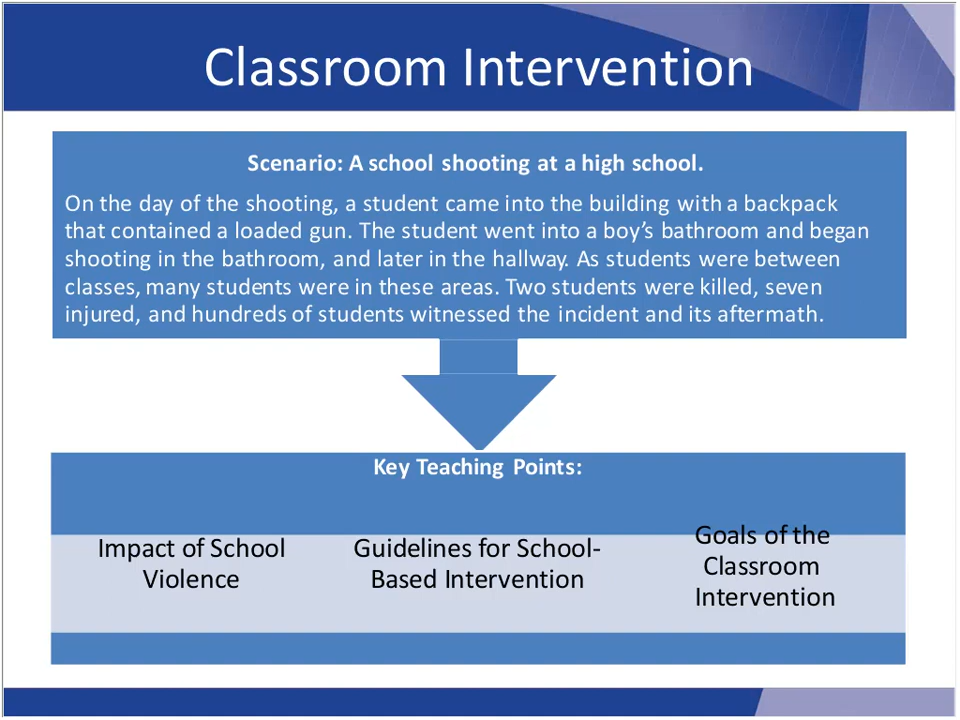 Classroom Intervention
Scenario: A school shooting at a high school.
On the day of the shooting, a student came into the building with a backpack
that contained a loaded gun. The student went into a boy’s bathroom and began
shooting in the bathroom, and later in the hallway. As students were between
classes, many students were in these areas. Two students were killed, seven
injured, and hundreds of students witnessed the incident and its aftermath.
Key Teaching Points:
Impact of School
Violence
Guidelines for School-
Based Intervention
Goals of the
Classroom
Intervention